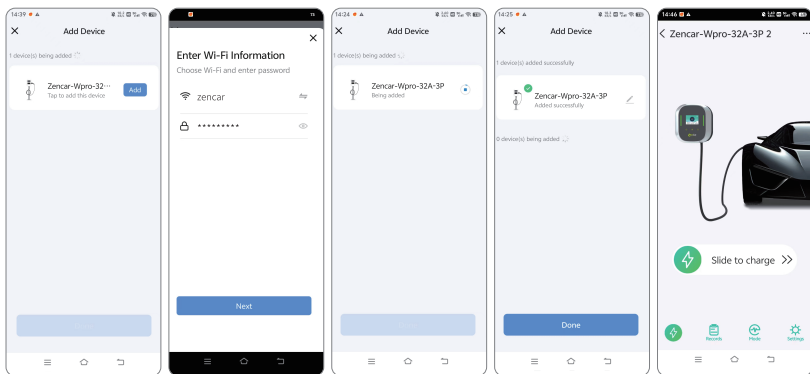 14:39
Add Device
1 device(s) being added
Zencar-Wpro-32···
Tap to add this device
Add
Enter Wi-Fi Information
Choose Wi-Fi and enter password
zencar
*********
Next
14:24
Add Device
1 device(s) being added
Zencar-Wpro-32A-3P
Being added
14:25
Add Device
1 device(s) added successfully
Zencar-Wpro-32A-3P
Added successfully
0 device(s) being added
Done
14:46
Zencar-Wpro-32A-3P 2
Slide to charge
Records
Mode
Settings